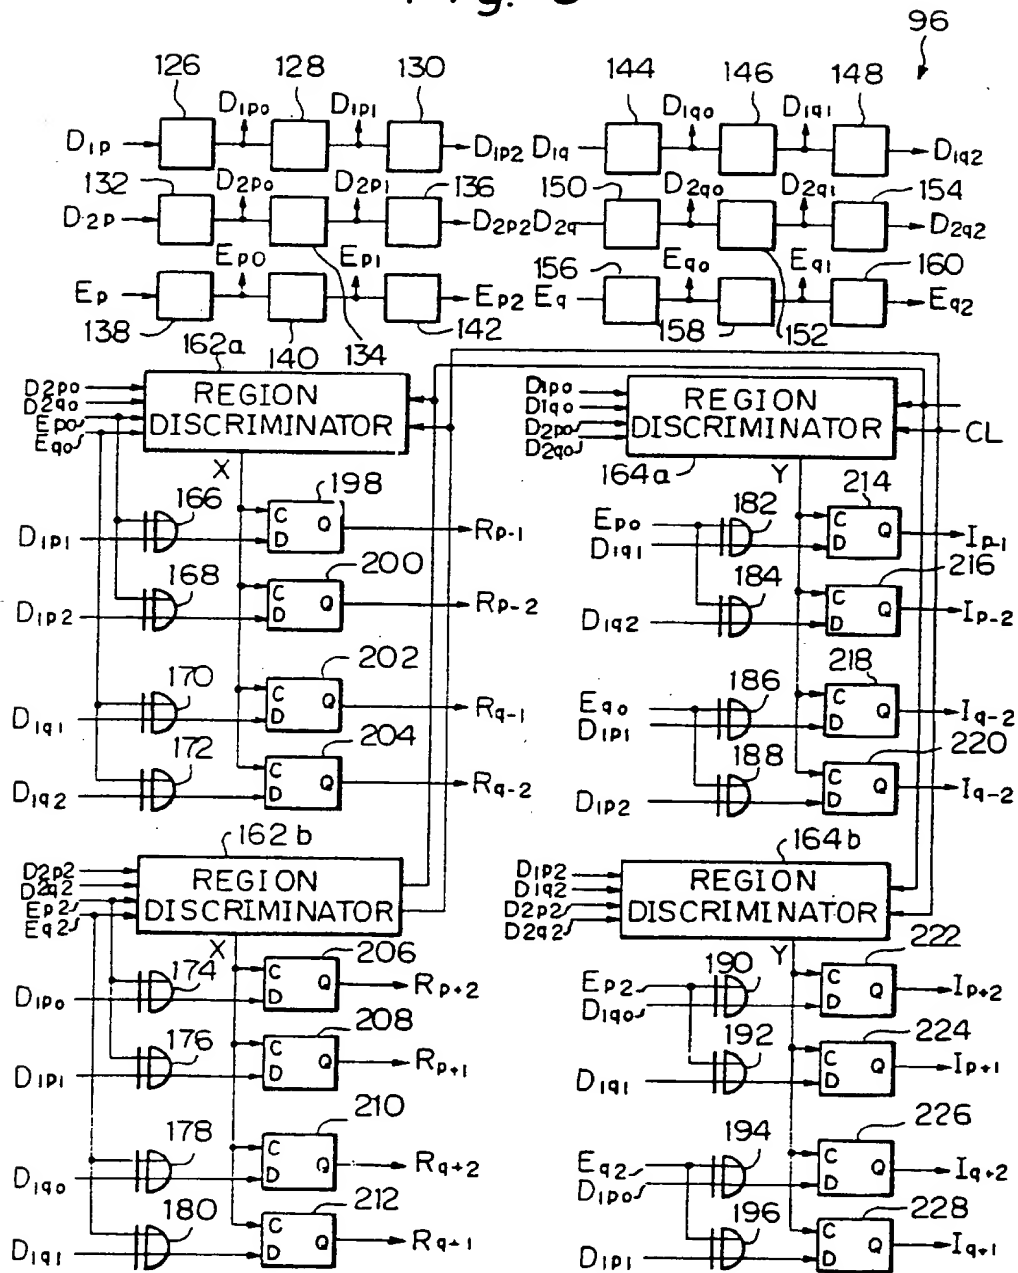 Fig.
96
126 128 130 144 146 148
D1p0 D1p1 D1q0 D1q1
D1p D1p2 D1q D1q2
132 D2p0 D2p1 136 150 D2q0 D2q1 154
D2p D2p2 D2q D2q2
Ep0 Ep1 156 Eq0 Eq1 160
Ep Ep2 Eq Eq2
138 142 158 152
162a 140 134
D2p0
D2q0
Ep0
Eq0
REGION
DISCRIMINATOR
X
D1p0
D1q0
D2p0
D2q0
REGION
DISCRIMINATOR
CL
164a Y
166 198
C Q
D
D1p1 Rp-1
168 200
C Q
D
D1p2 Rp-2
170 202
C Q
D
D1q1 Rq-1
172 204
C Q
D
D1q2 Rq-2
182 214
Ep0
D1q1
C Q
D
Ip-1
184 216
C Q
D
D1q2 Ip-2
186 218
Eq0
D1p1
C Q
D
Iq-2
188 220
C Q
D
D1p2 Iq-2
162b
D2p2
D2q2
Ep2
Eq2
REGION
DISCRIMINATOR
X
164b
D1p2
D1q2
D2p2
D2q2
REGION
DISCRIMINATOR
Y
174 206
C Q
D
D1p0 Rp+2
176 208
C Q
D
D1p1 Rp+1
178 210
C Q
D
D1q0 Rq+2
180 212
C Q
D
D1q1 Rq+1
190 222
Ep2
D1q0
C Q
D
Ip+2
192 224
C Q
D
D1q1 Ip+1
194 226
Eq2
D1p0
C Q
D
Iq+2
196 228
C Q
D
D1p1 Iq+1